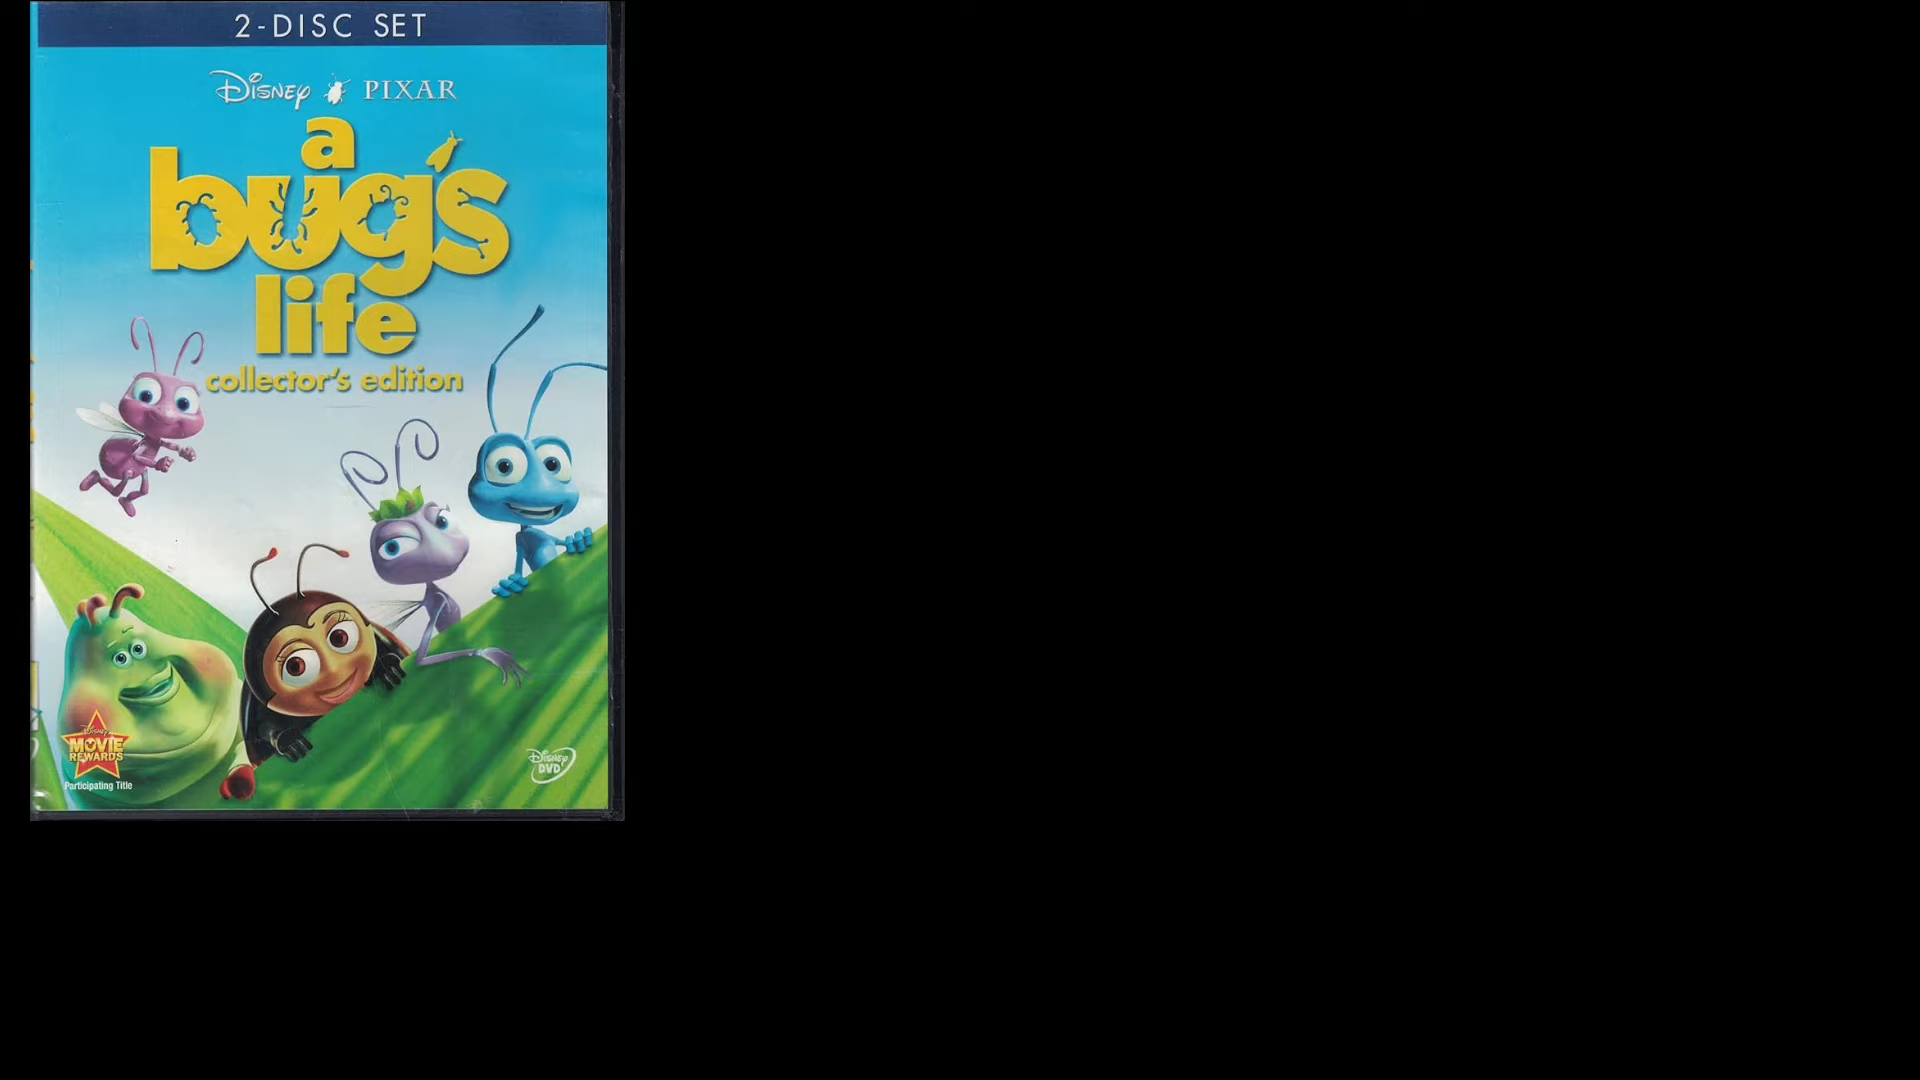 2-DISC SET
Disney PIXAR
a
bug's
life
collector's edition
Disney
MOVIE
REWARDS
Participating Title
Disney
DVD